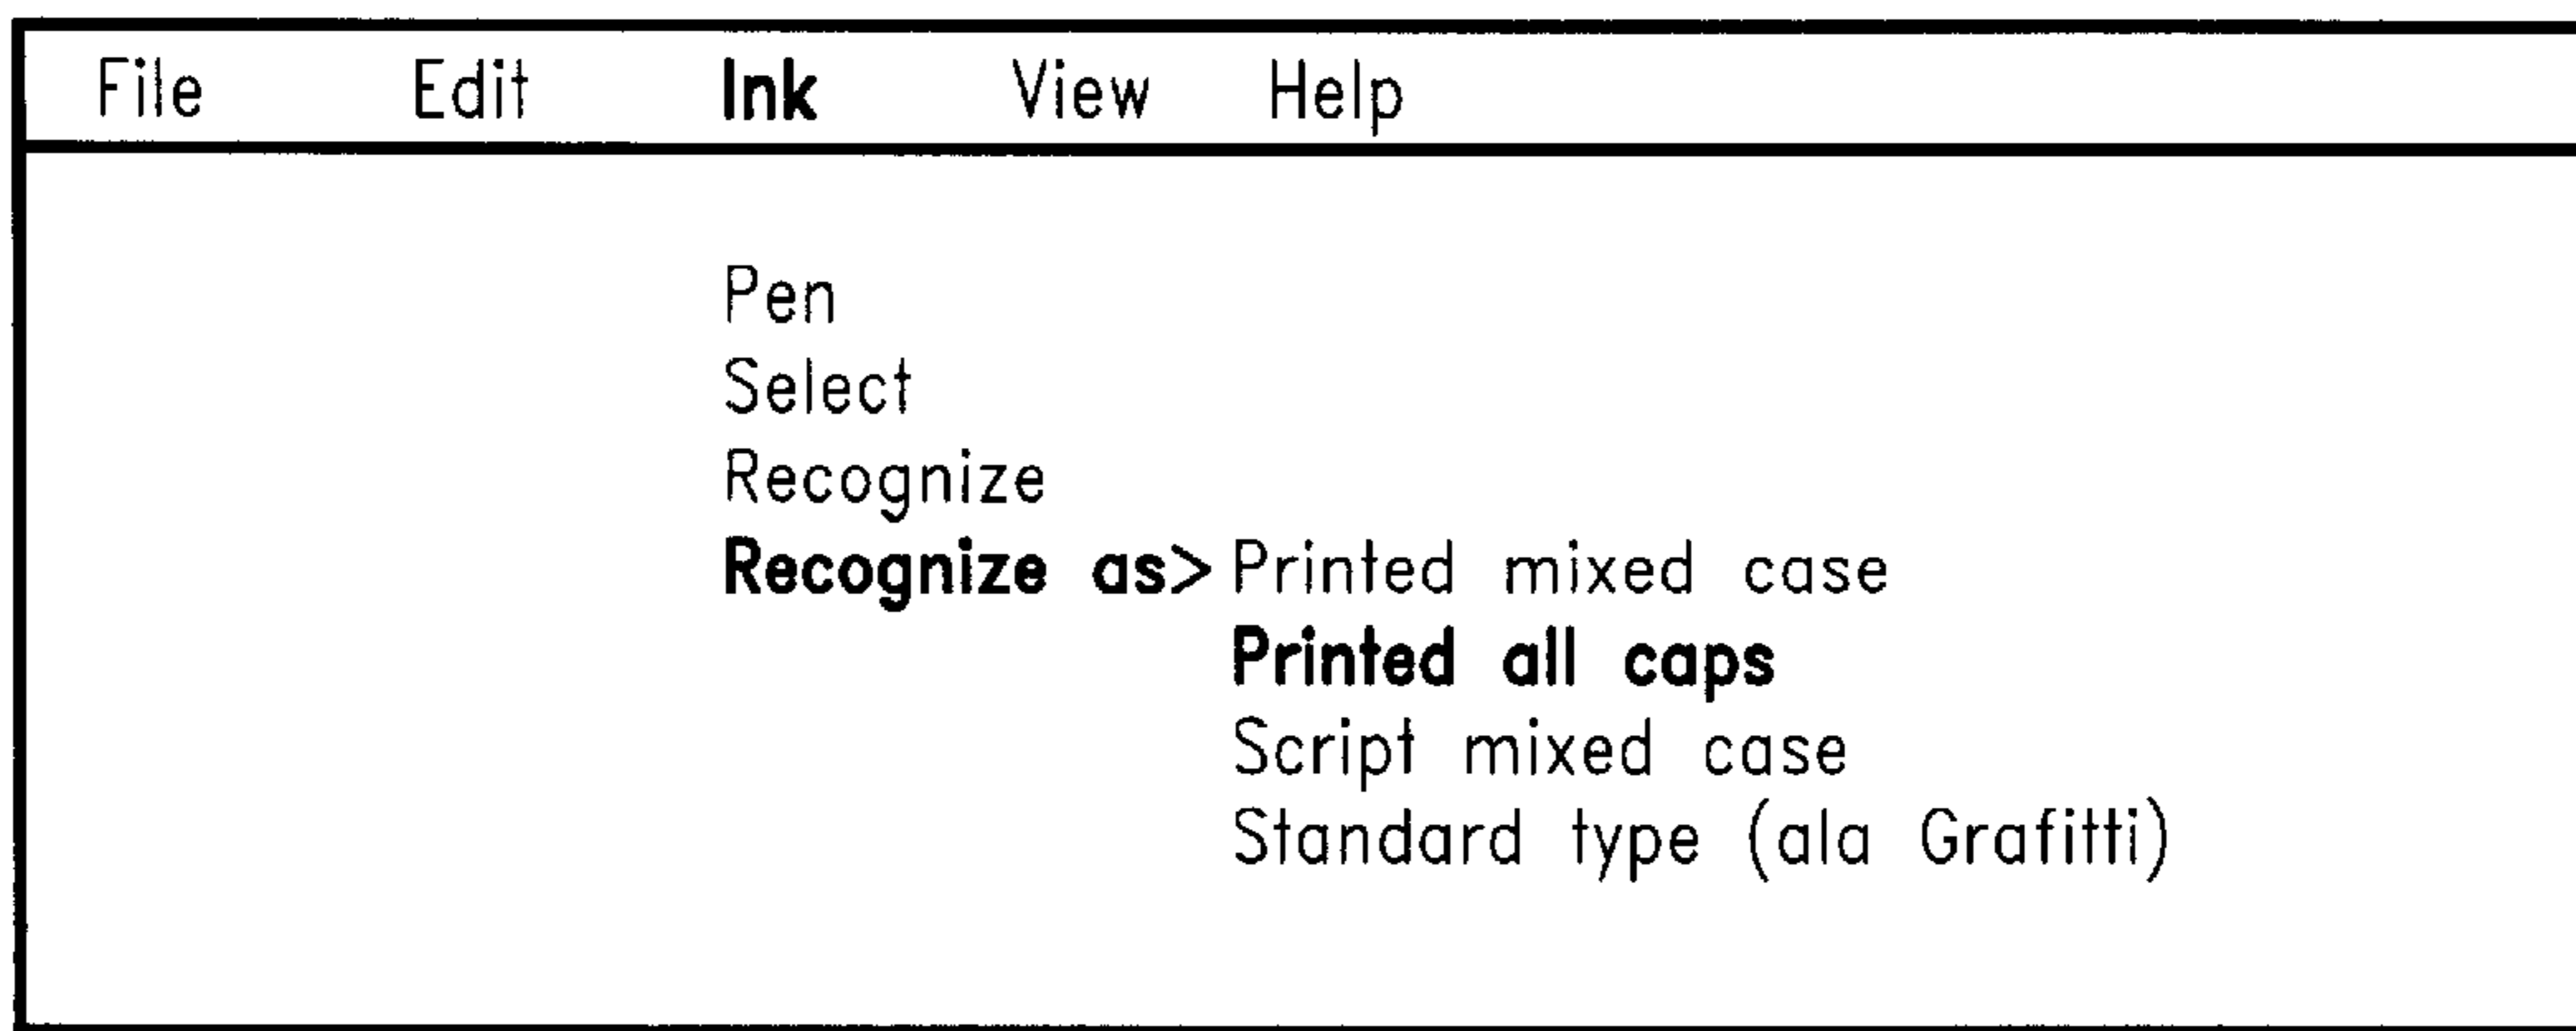 File Edit Ink View Help
Pen
Select
Recognize
Recognize as> Printed mixed case
Printed all caps
Script mixed case
Standard type (ala Grafitti)